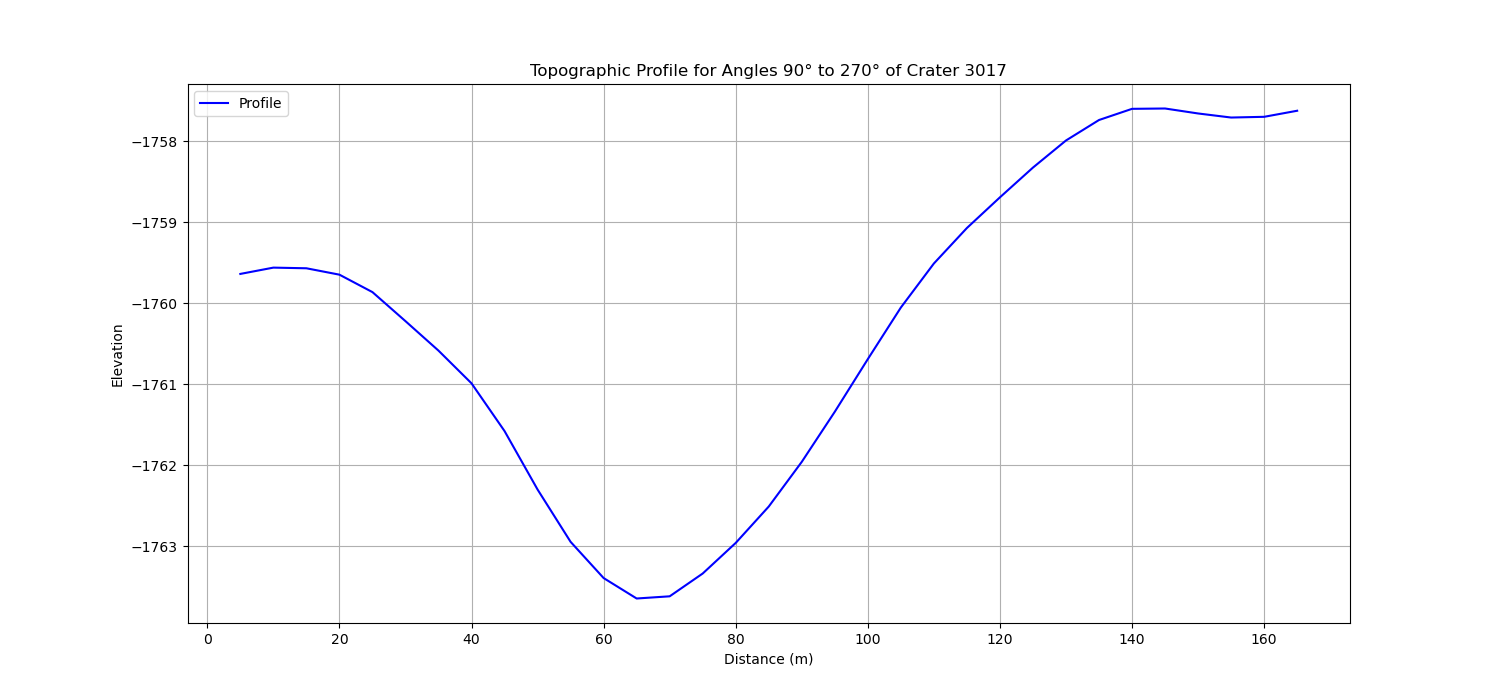 Topographic Profile for Angles 90° to 270° of Crater 3017
Profile
−1758
−1759
−1760
−1761
−1762
−1763
Elevation
0 20 40 60 80 100 120 140 160
Distance (m)